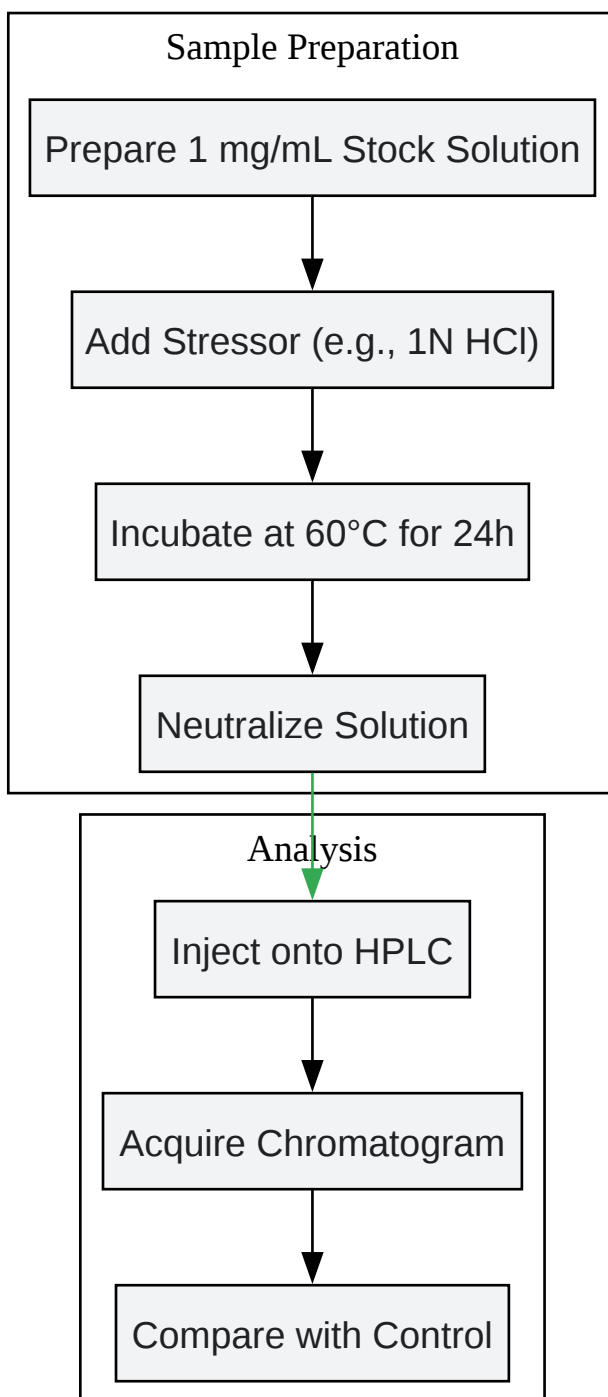 Sample Preparation
Prepare 1 mg/mL Stock Solution
Add Stressor (e.g., 1N HCl)
Incubate at 60°C for 24h
Neutralize Solution
Analysis
Inject onto HPLC
Acquire Chromatogram
Compare with Control